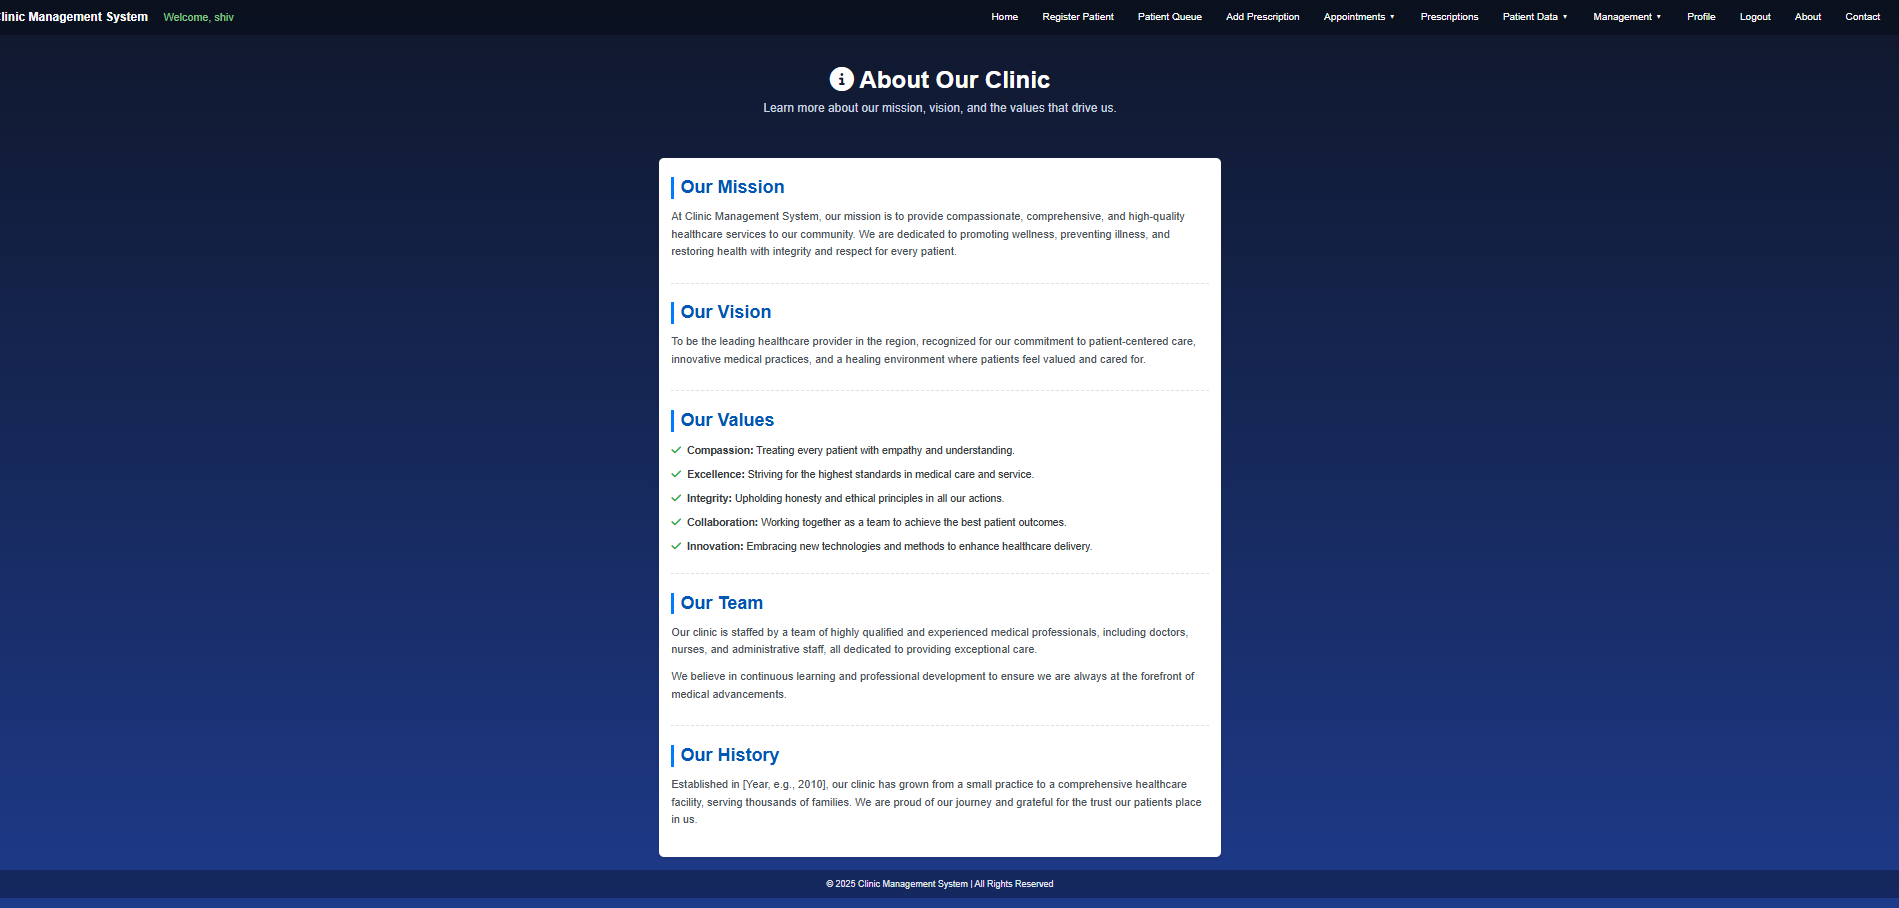 linic Management System Welcome, shiv Home Register Patient Patient Queue Add Prescription Appointments ▼ Prescriptions Patient Data ▼ Management ▼ Profile Logout About Contact
About Our Clinic
Learn more about our mission, vision, and the values that drive us.
Our Mission
At Clinic Management System, our mission is to provide compassionate, comprehensive, and high-quality
healthcare services to our community. We are dedicated to promoting wellness, preventing illness, and
restoring health with integrity and respect for every patient.
Our Vision
To be the leading healthcare provider in the region, recognized for our commitment to patient-centered care,
innovative medical practices, and a healing environment where patients feel valued and cared for.
Our Values
Compassion: Treating every patient with empathy and understanding.
Excellence: Striving for the highest standards in medical care and service.
Integrity: Upholding honesty and ethical principles in all our actions.
Collaboration: Working together as a team to achieve the best patient outcomes.
Innovation: Embracing new technologies and methods to enhance healthcare delivery.
Our Team
Our clinic is staffed by a team of highly qualified and experienced medical professionals, including doctors,
nurses, and administrative staff, all dedicated to providing exceptional care.
We believe in continuous learning and professional development to ensure we are always at the forefront of
medical advancements.
Our History
Established in [Year, e.g., 2010], our clinic has grown from a small practice to a comprehensive healthcare
facility, serving thousands of families. We are proud of our journey and grateful for the trust our patients place
in us.
© 2025 Clinic Management System | All Rights Reserved